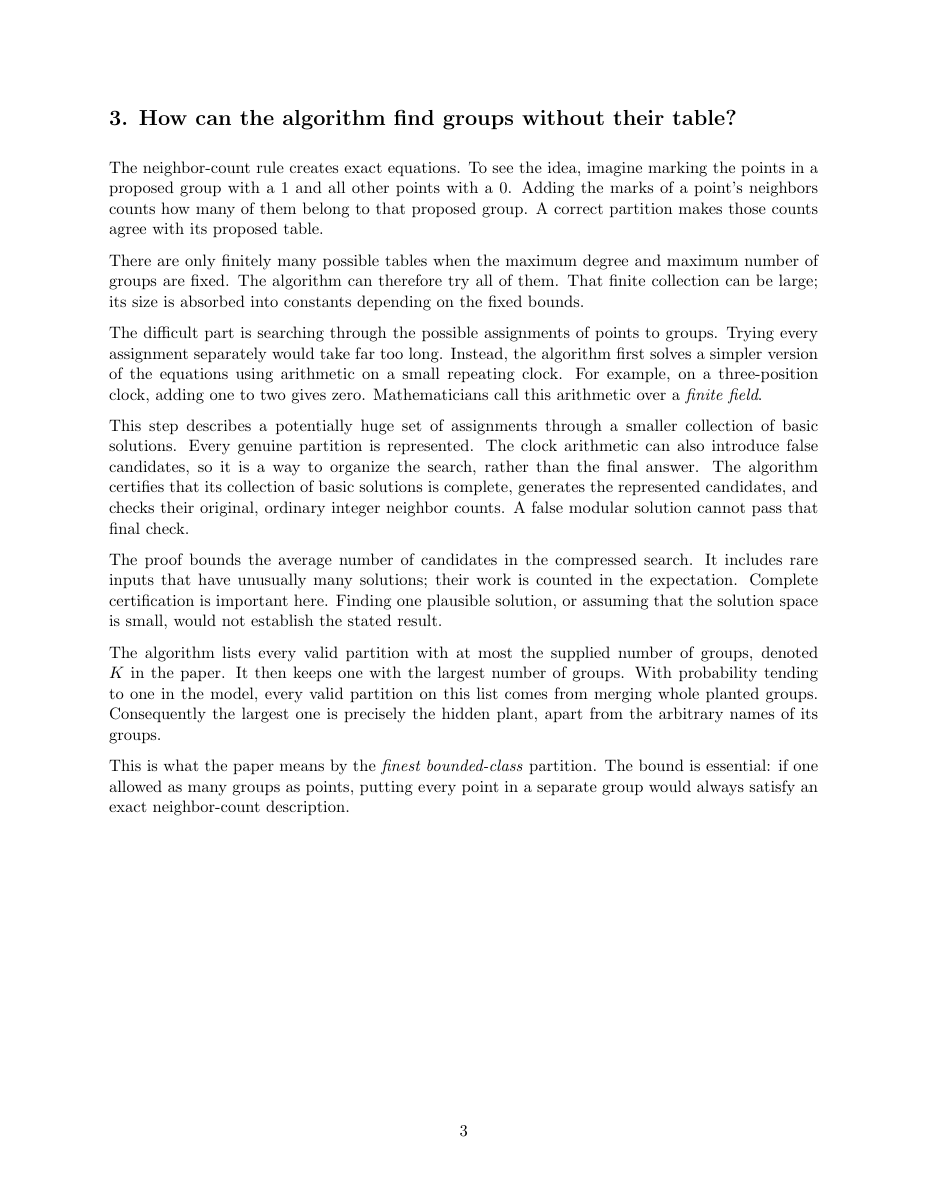 3. How can the algorithm find groups without their table?
The neighbor-count rule creates exact equations. To see the idea, imagine marking the points in a
proposed group with a 1 and all other points with a 0. Adding the marks of a point's neighbors
counts how many of them belong to that proposed group. A correct partition makes those counts
agree with its proposed table.
There are only finitely many possible tables when the maximum degree and maximum number of
groups are fixed. The algorithm can therefore try all of them. That finite collection can be large;
its size is absorbed into constants depending on the fixed bounds.
The difficult part is searching through the possible assignments of points to groups. Trying every
assignment separately would take far too long. Instead, the algorithm first solves a simpler version
of the equations using arithmetic on a small repeating clock. For example, on a three-position
clock, adding one to two gives zero. Mathematicians call this arithmetic over a finite field.
This step describes a potentially huge set of assignments through a smaller collection of basic
solutions. Every genuine partition is represented. The clock arithmetic can also introduce false
candidates, so it is a way to organize the search, rather than the final answer. The algorithm
certifies that its collection of basic solutions is complete, generates the represented candidates, and
checks their original, ordinary integer neighbor counts. A false modular solution cannot pass that
final check.
The proof bounds the average number of candidates in the compressed search. It includes rare
inputs that have unusually many solutions; their work is counted in the expectation. Complete
certification is important here. Finding one plausible solution, or assuming that the solution space
is small, would not establish the stated result.
The algorithm lists every valid partition with at most the supplied number of groups, denoted
K in the paper. It then keeps one with the largest number of groups. With probability tending
to one in the model, every valid partition on this list comes from merging whole planted groups.
Consequently the largest one is precisely the hidden plant, apart from the arbitrary names of its
groups.
This is what the paper means by the finest bounded-class partition. The bound is essential: if one
allowed as many groups as points, putting every point in a separate group would always satisfy an
exact neighbor-count description.
3